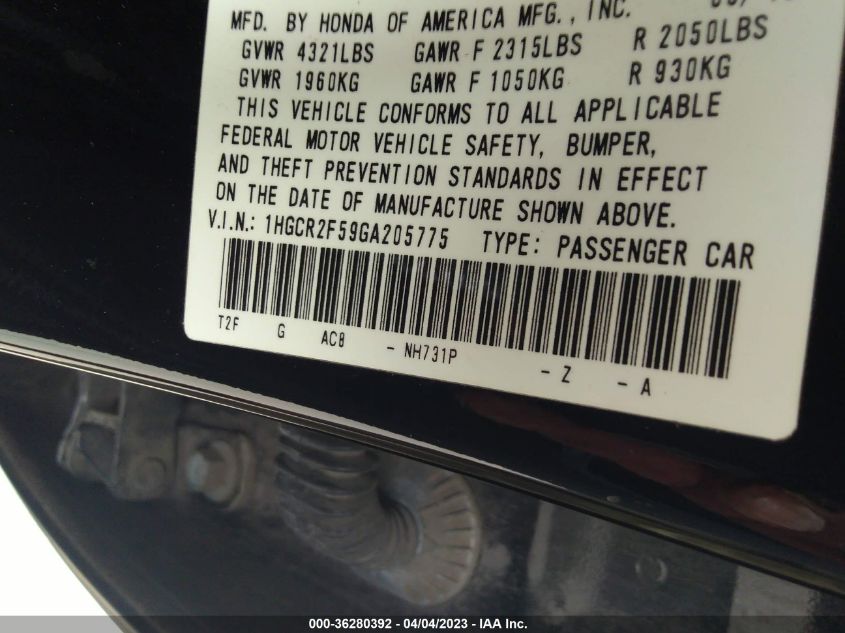 MFD. BY HONDA OF AMERICA MFG., INC.
GVWR 4321LBS GAWR F 2315LBS R 2050LBS
GVWR 1960KG GAWR F 1050KG R 930KG
THIS VEHICLE CONFORMS TO ALL APPLICABLE
FEDERAL MOTOR VEHICLE SAFETY, BUMPER,
AND THEFT PREVENTION STANDARDS IN EFFECT
ON THE DATE OF MANUFACTURE SHOWN ABOVE.
V.I.N.: 1HGCR2F59GA205775 TYPE: PASSENGER CAR
T2F G AC8 - NH731P - Z - A
000-36280392 - 04/04/2023 - IAA Inc.